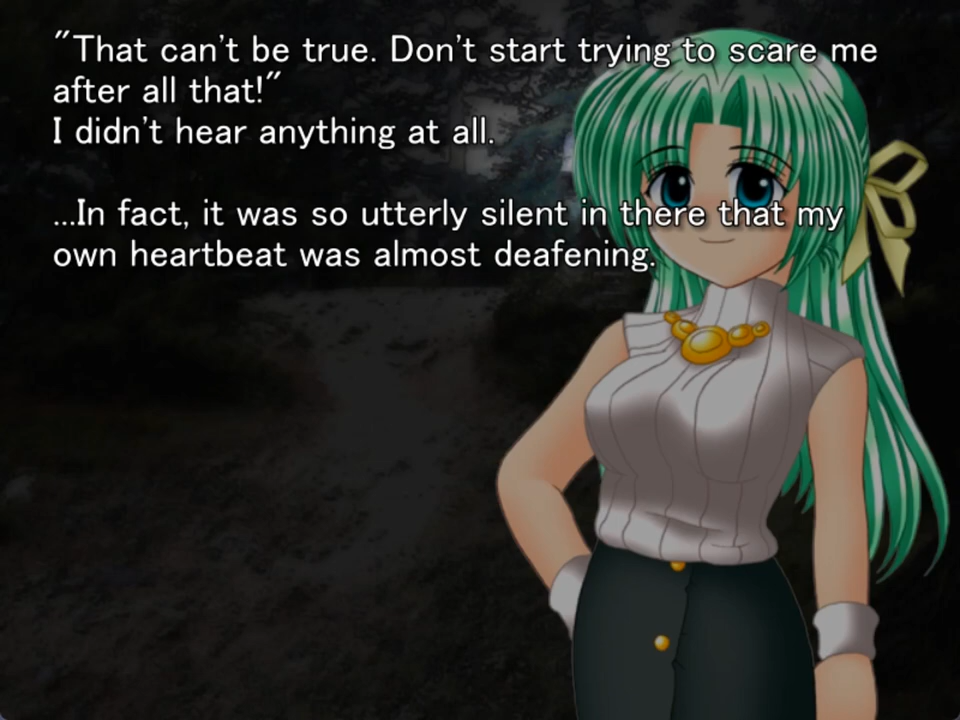 "That can't be true. Don't start trying to scare me
after all that!"
I didn't hear anything at all.
...In fact, it was so utterly silent in there that my
own heartbeat was almost deafening.